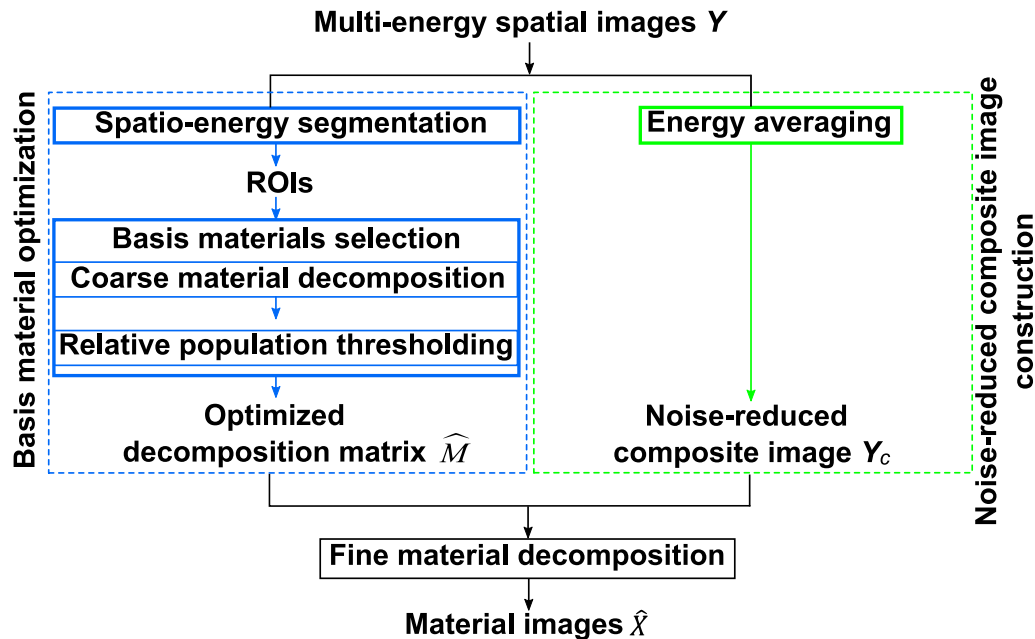 Multi-energy spatial images Y
Basis material optimization
Spatio-energy segmentation
ROIs
Basis materials selection
Coarse material decomposition
Relative population thresholding
Optimized
decomposition matrix M̂
Energy averaging
Noise-reduced
composite image Yc
Noise-reduced composite image
construction
Fine material decomposition
Material images X̂